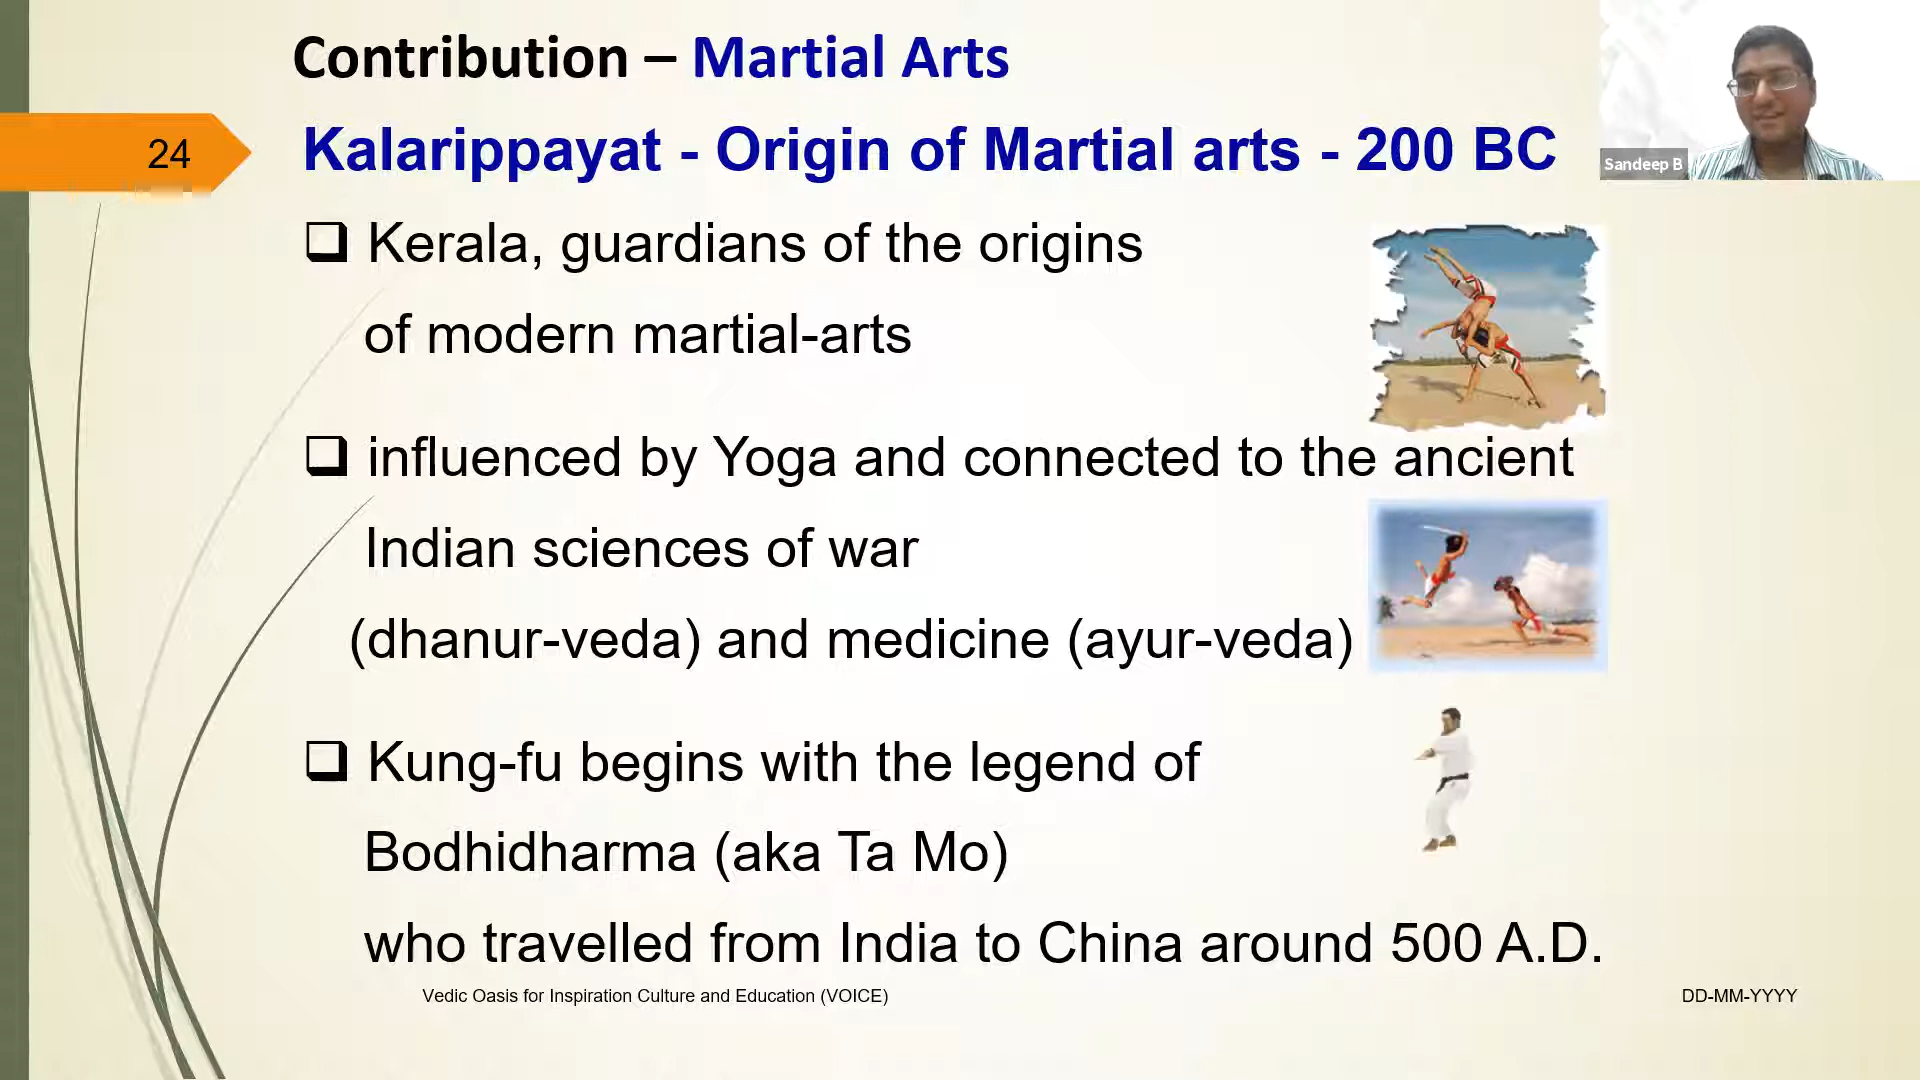 Contribution – Martial Arts
24
Kalarippayat - Origin of Martial arts - 200 BC
Sandeep B
Kerala, guardians of the origins
of modern martial-arts
influenced by Yoga and connected to the ancient
Indian sciences of war
(dhanur-veda) and medicine (ayur-veda)
Kung-fu begins with the legend of
Bodhidharma (aka Ta Mo)
who travelled from India to China around 500 A.D.
Vedic Oasis for Inspiration Culture and Education (VOICE)
DD-MM-YYYY